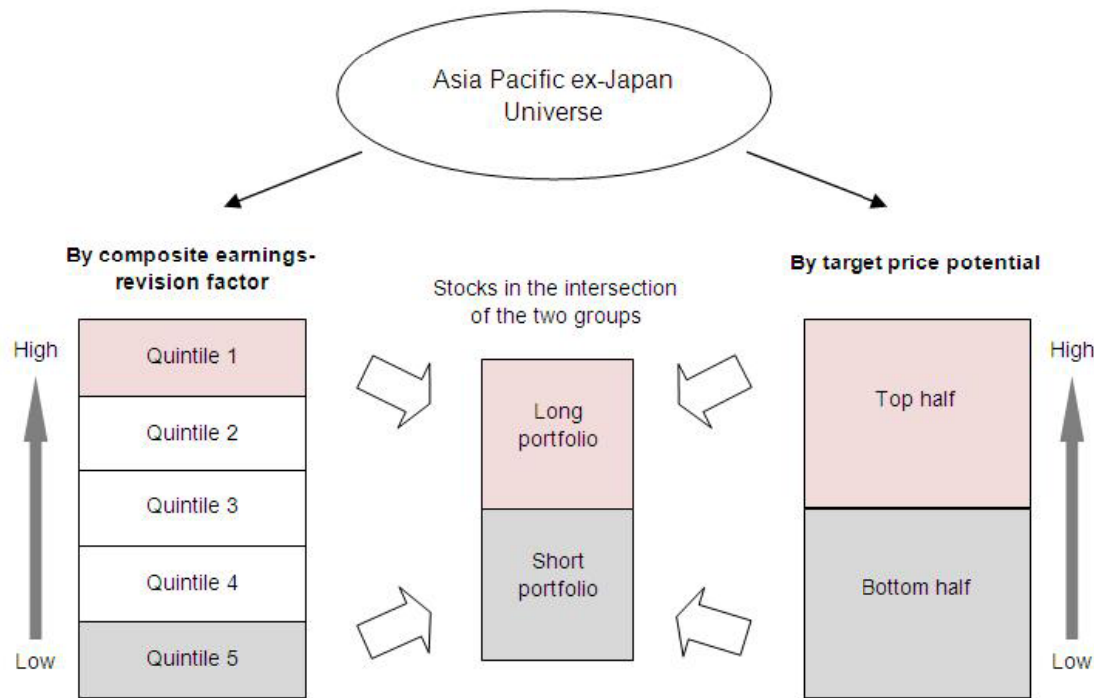 Asia Pacific ex-Japan
Universe
By composite earnings-
revision factor
High
Quintile 1
Quintile 2
Quintile 3
Quintile 4
Quintile 5
Low
Stocks in the intersection
of the two groups
Long
portfolio
Short
portfolio
By target price potential
Top half
Bottom half
High
Low